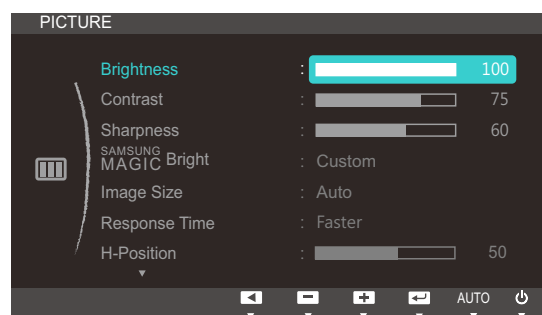 PICTURE
Brightness : 100
Contrast : 75
Sharpness : 60
SAMSUNG
MAGIC Bright : Custom
Image Size : Auto
Response Time : Faster
H-Position : 50
AUTO